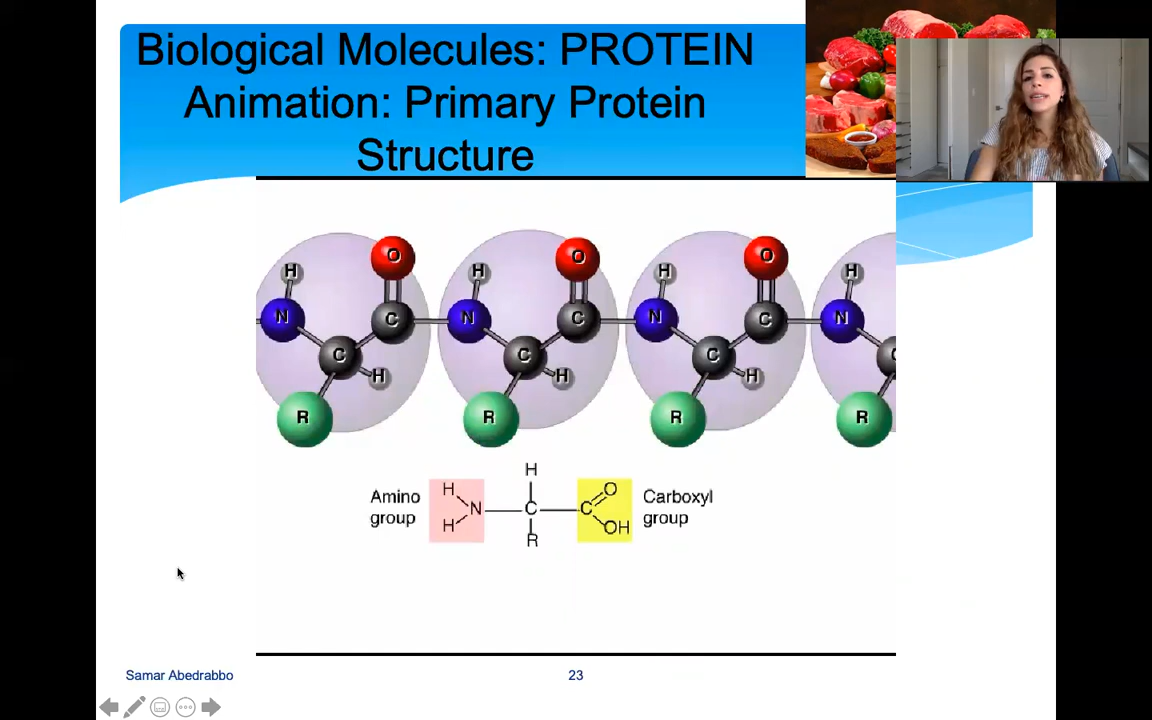 Biological Molecules: PROTEIN
Animation: Primary Protein
Structure
O O O
H H H H
N C N C N C N
C C C C
H H H
R R R R
H
Amino H O Carboxyl
group N C C group
H OH
R
Samar Abedrabbo 23